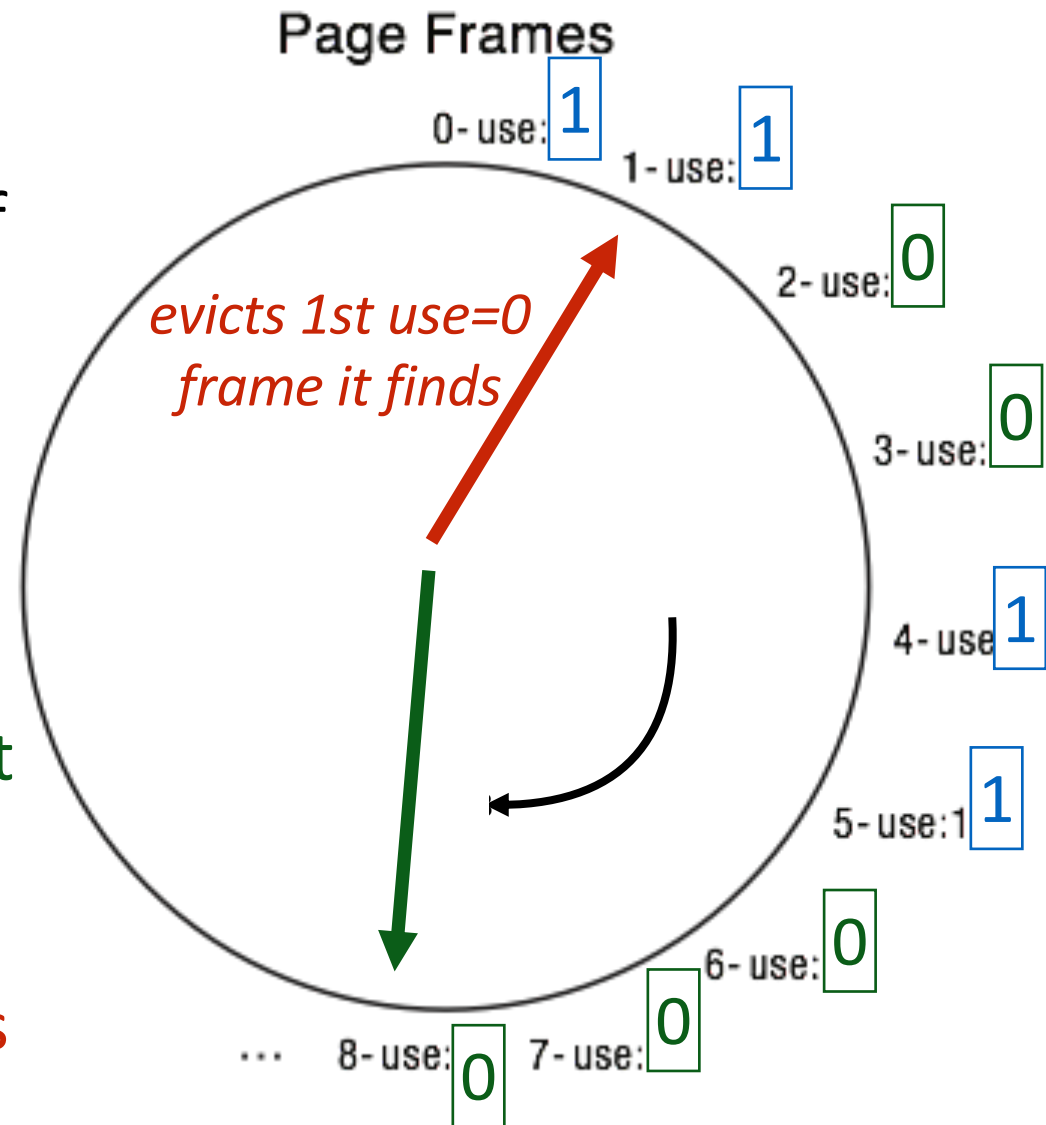 Page Frames
0- use: 1
1- use: 1
f
2- use: 0
evicts 1st use=0
frame it finds
3- use: 0
4- use 1
t
5- use:1 1
6- use: 0
s
... 8- use: 0 7- use: 0